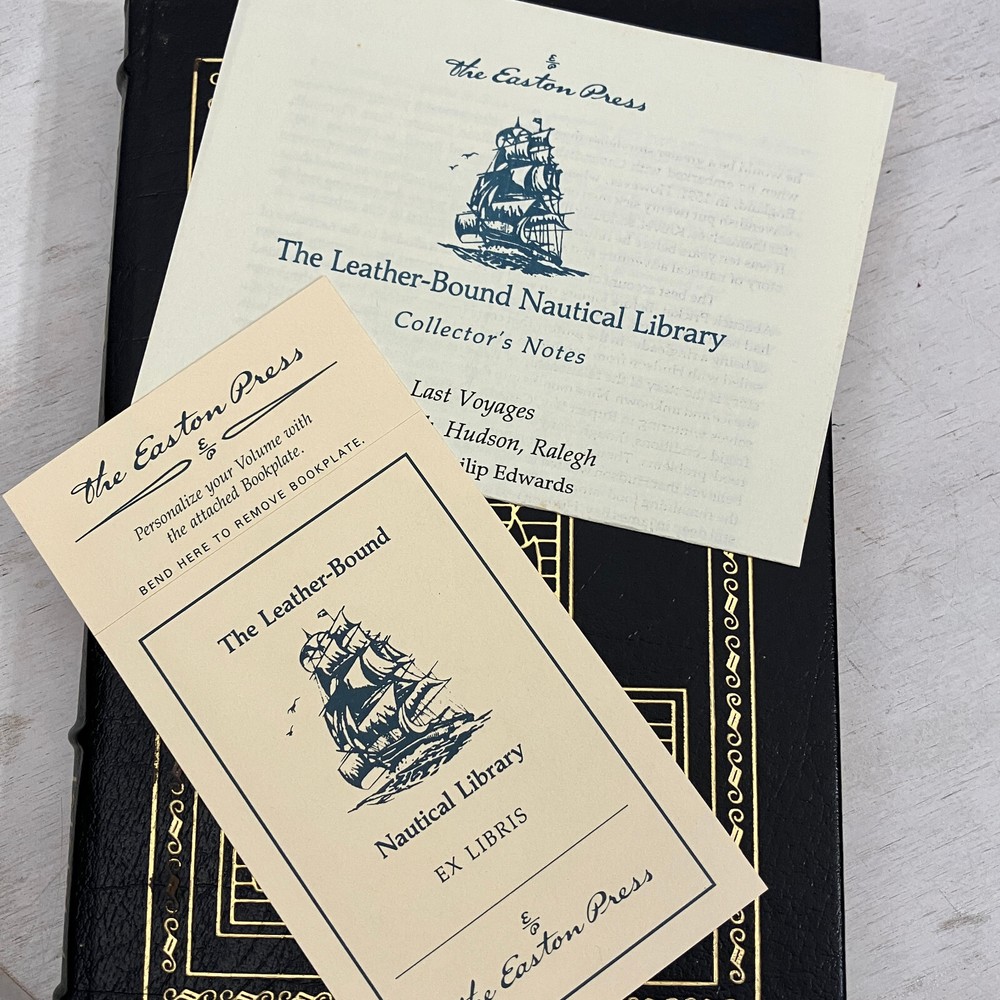 The Easton Press
The Leather-Bound Nautical Library
Collector's Notes
Last Voyages
Hudson, Ralegh
ilip Edwards
The Easton Press
Personalize your Volume with
the attached Bookplate.
BEND HERE TO REMOVE BOOKPLATE.
The Leather-Bound
Nautical Library
EX LIBRIS
The Easton Press